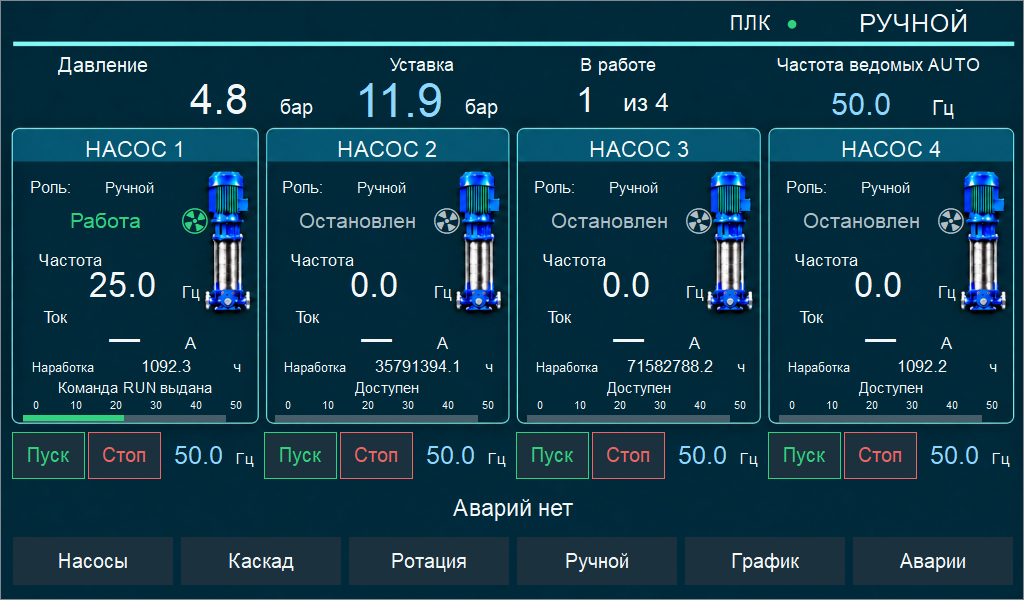 ПЛК РУЧНОЙ
Давление Уставка В работе Частота ведомых AUTO
4.8 бар 11.9 бар 1 из 4 50.0 Гц
НАСОС 1 НАСОС 2 НАСОС 3 НАСОС 4
Роль: Ручной Роль: Ручной Роль: Ручной Роль: Ручной
Работа Остановлен Остановлен Остановлен
Частота Частота Частота Частота
25.0 Гц 0.0 Гц 0.0 Гц 0.0 Гц
Ток Ток Ток Ток
— А — А — А — А
Наработка 1092.3 ч Наработка 35791394.1 ч Наработка 71582788.2 ч Наработка 1092.2 ч
Команда RUN выдана Доступен Доступен Доступен
0 10 20 30 40 50 0 10 20 30 40 50 0 10 20 30 40 50 0 10 20 30 40 50
Пуск Стоп 50.0 Гц Пуск Стоп 50.0 Гц Пуск Стоп 50.0 Гц Пуск Стоп 50.0 Гц
Аварий нет
Насосы Каскад Ротация Ручной График Аварии